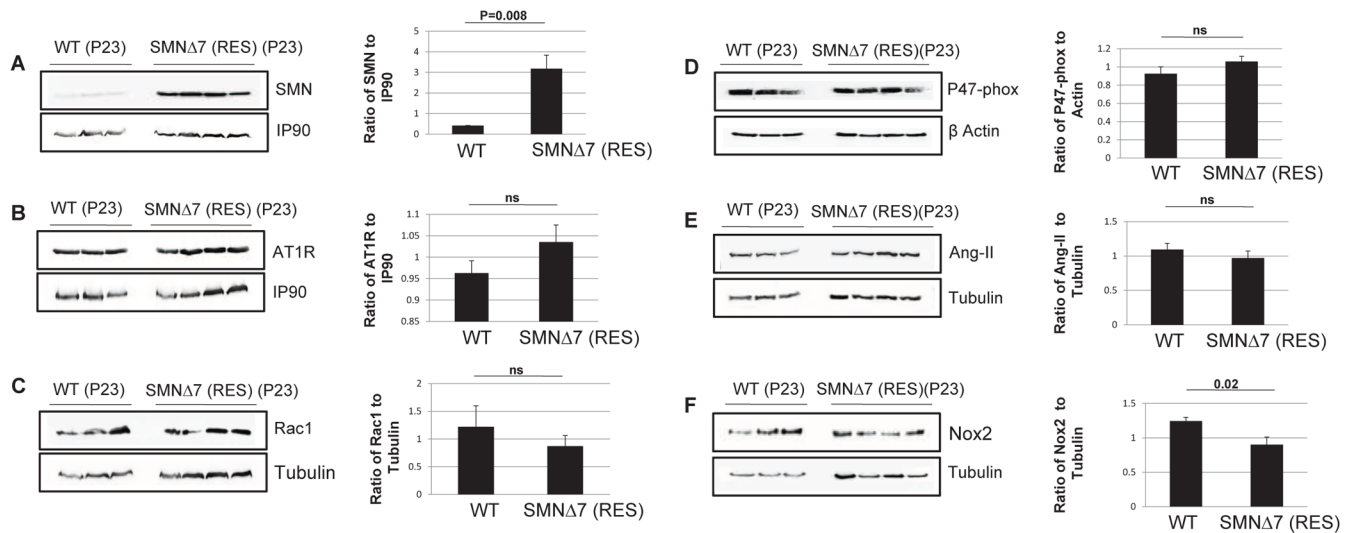 A
WT (P23) SMNΔ7 (RES) (P23)
SMN
IP90
P=0.008
Ratio of SMN to
IP90
5
4
3
2
1
0
WT SMNΔ7 (RES)
B
WT (P23) SMNΔ7 (RES) (P23)
AT1R
IP90
ns
Ratio of AT1R to
IP90
1.1
1.05
1
0.95
0.9
0.85
WT SMNΔ7 (RES)
C
WT (P23) SMNΔ7 (RES) (P23)
Rac1
Tubulin
ns
Ratio of Rac1 to
Tubulin
2
1.5
1
0.5
0
WT SMNΔ7 (RES)
D
WT (P23) SMNΔ7 (RES)(P23)
P47-phox
β Actin
ns
Ratio of P47-phox to
Actin
1.2
1
0.8
0.6
0.4
0.2
0
WT SMNΔ7 (RES)
E
WT (P23) SMNΔ7 (RES)(P23)
Ang-II
Tubulin
ns
Ratio of Ang-II to
Tubulin
1.5
1
0.5
0
WT SMNΔ7 (RES)
F
WT (P23) SMNΔ7 (RES)(P23)
Nox2
Tubulin
0.02
Ratio of Nox2 to
Tubulin
1.5
1
0.5
0
WT SMNΔ7 (RES)